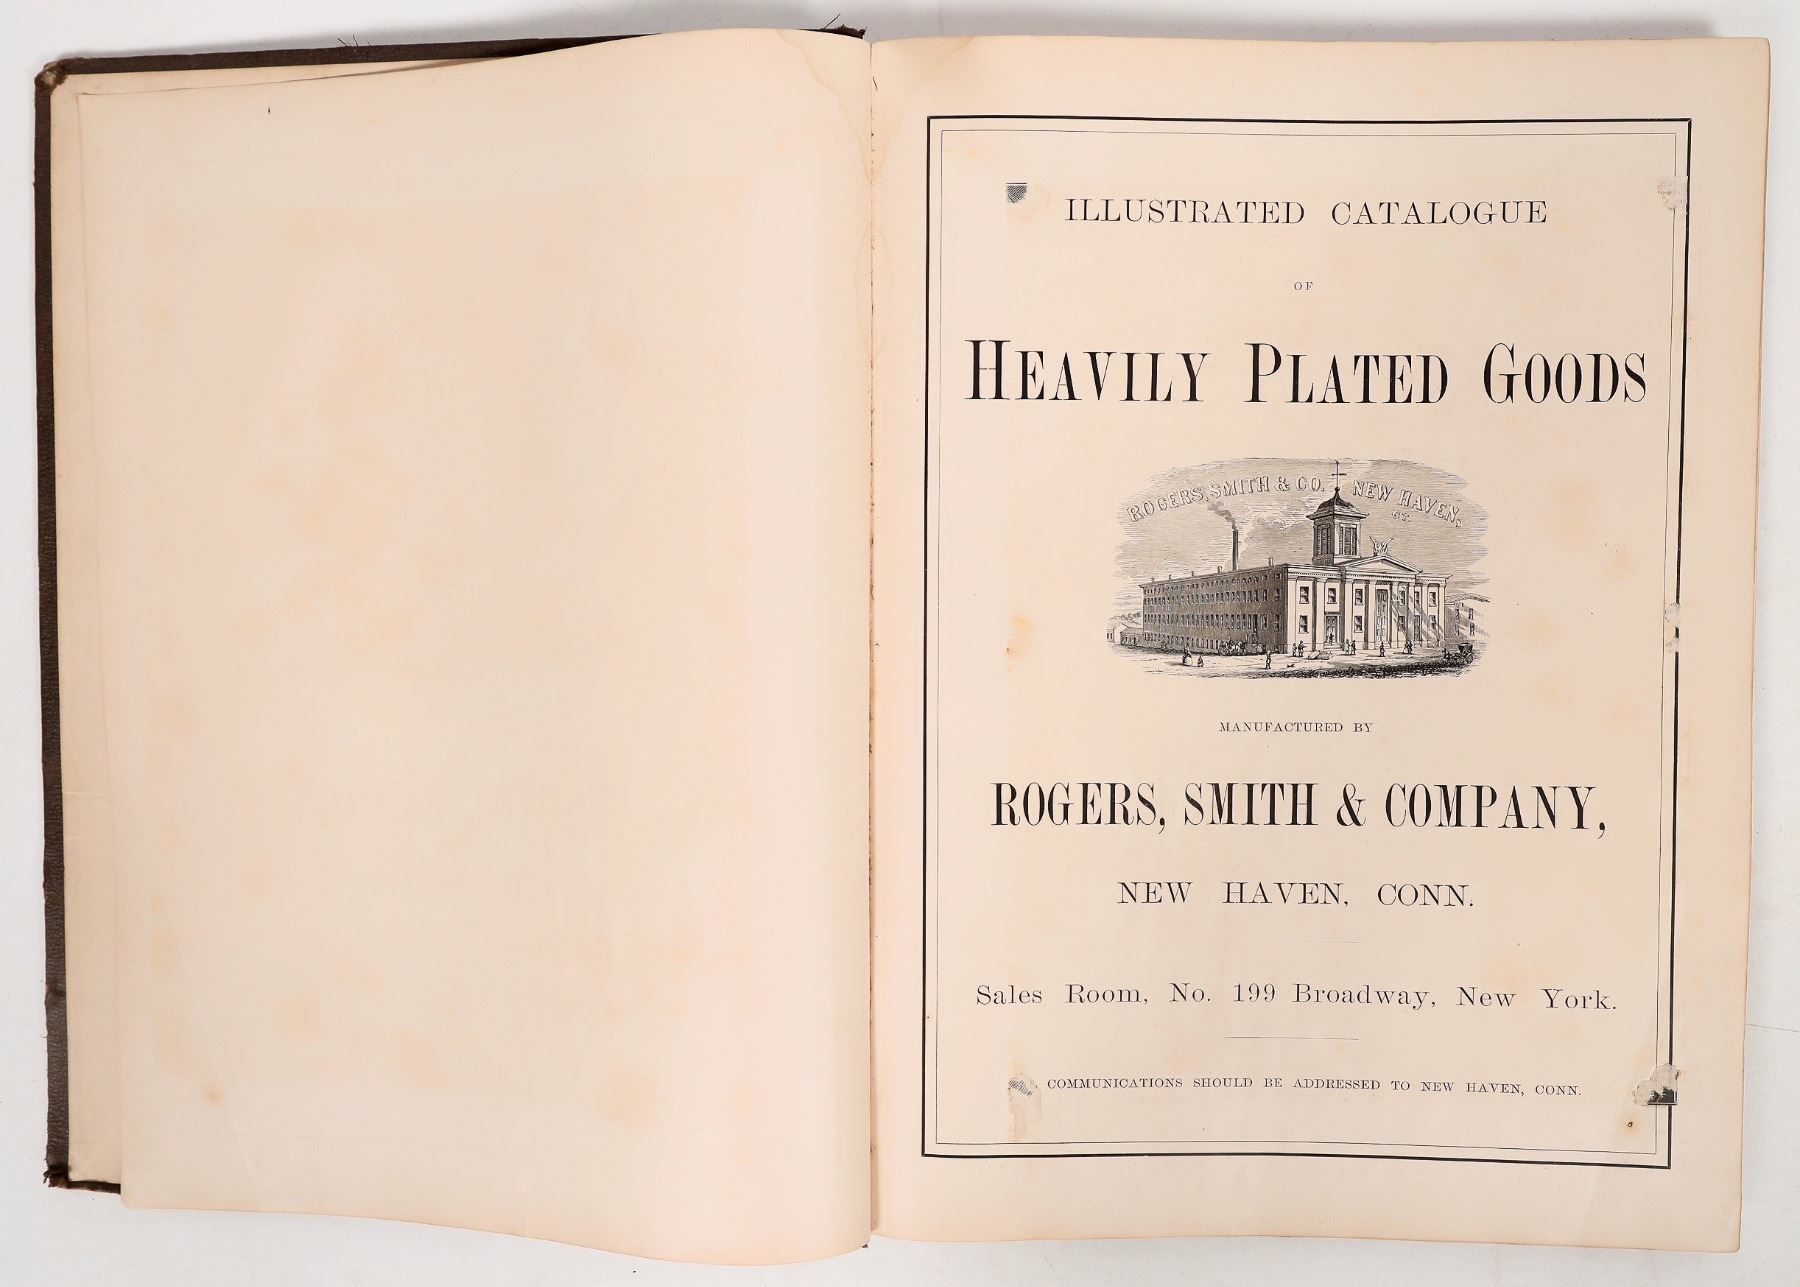 ILLUSTRATED CATALOGUE
OF
HEAVILY PLATED GOODS
ROGERS, SMITH & CO. NEW HAVEN,
CT.
MANUFACTURED BY
ROGERS, SMITH & COMPANY,
NEW HAVEN, CONN.
Sales Room, No. 199 Broadway, New York.
COMMUNICATIONS SHOULD BE ADDRESSED TO NEW HAVEN, CONN.